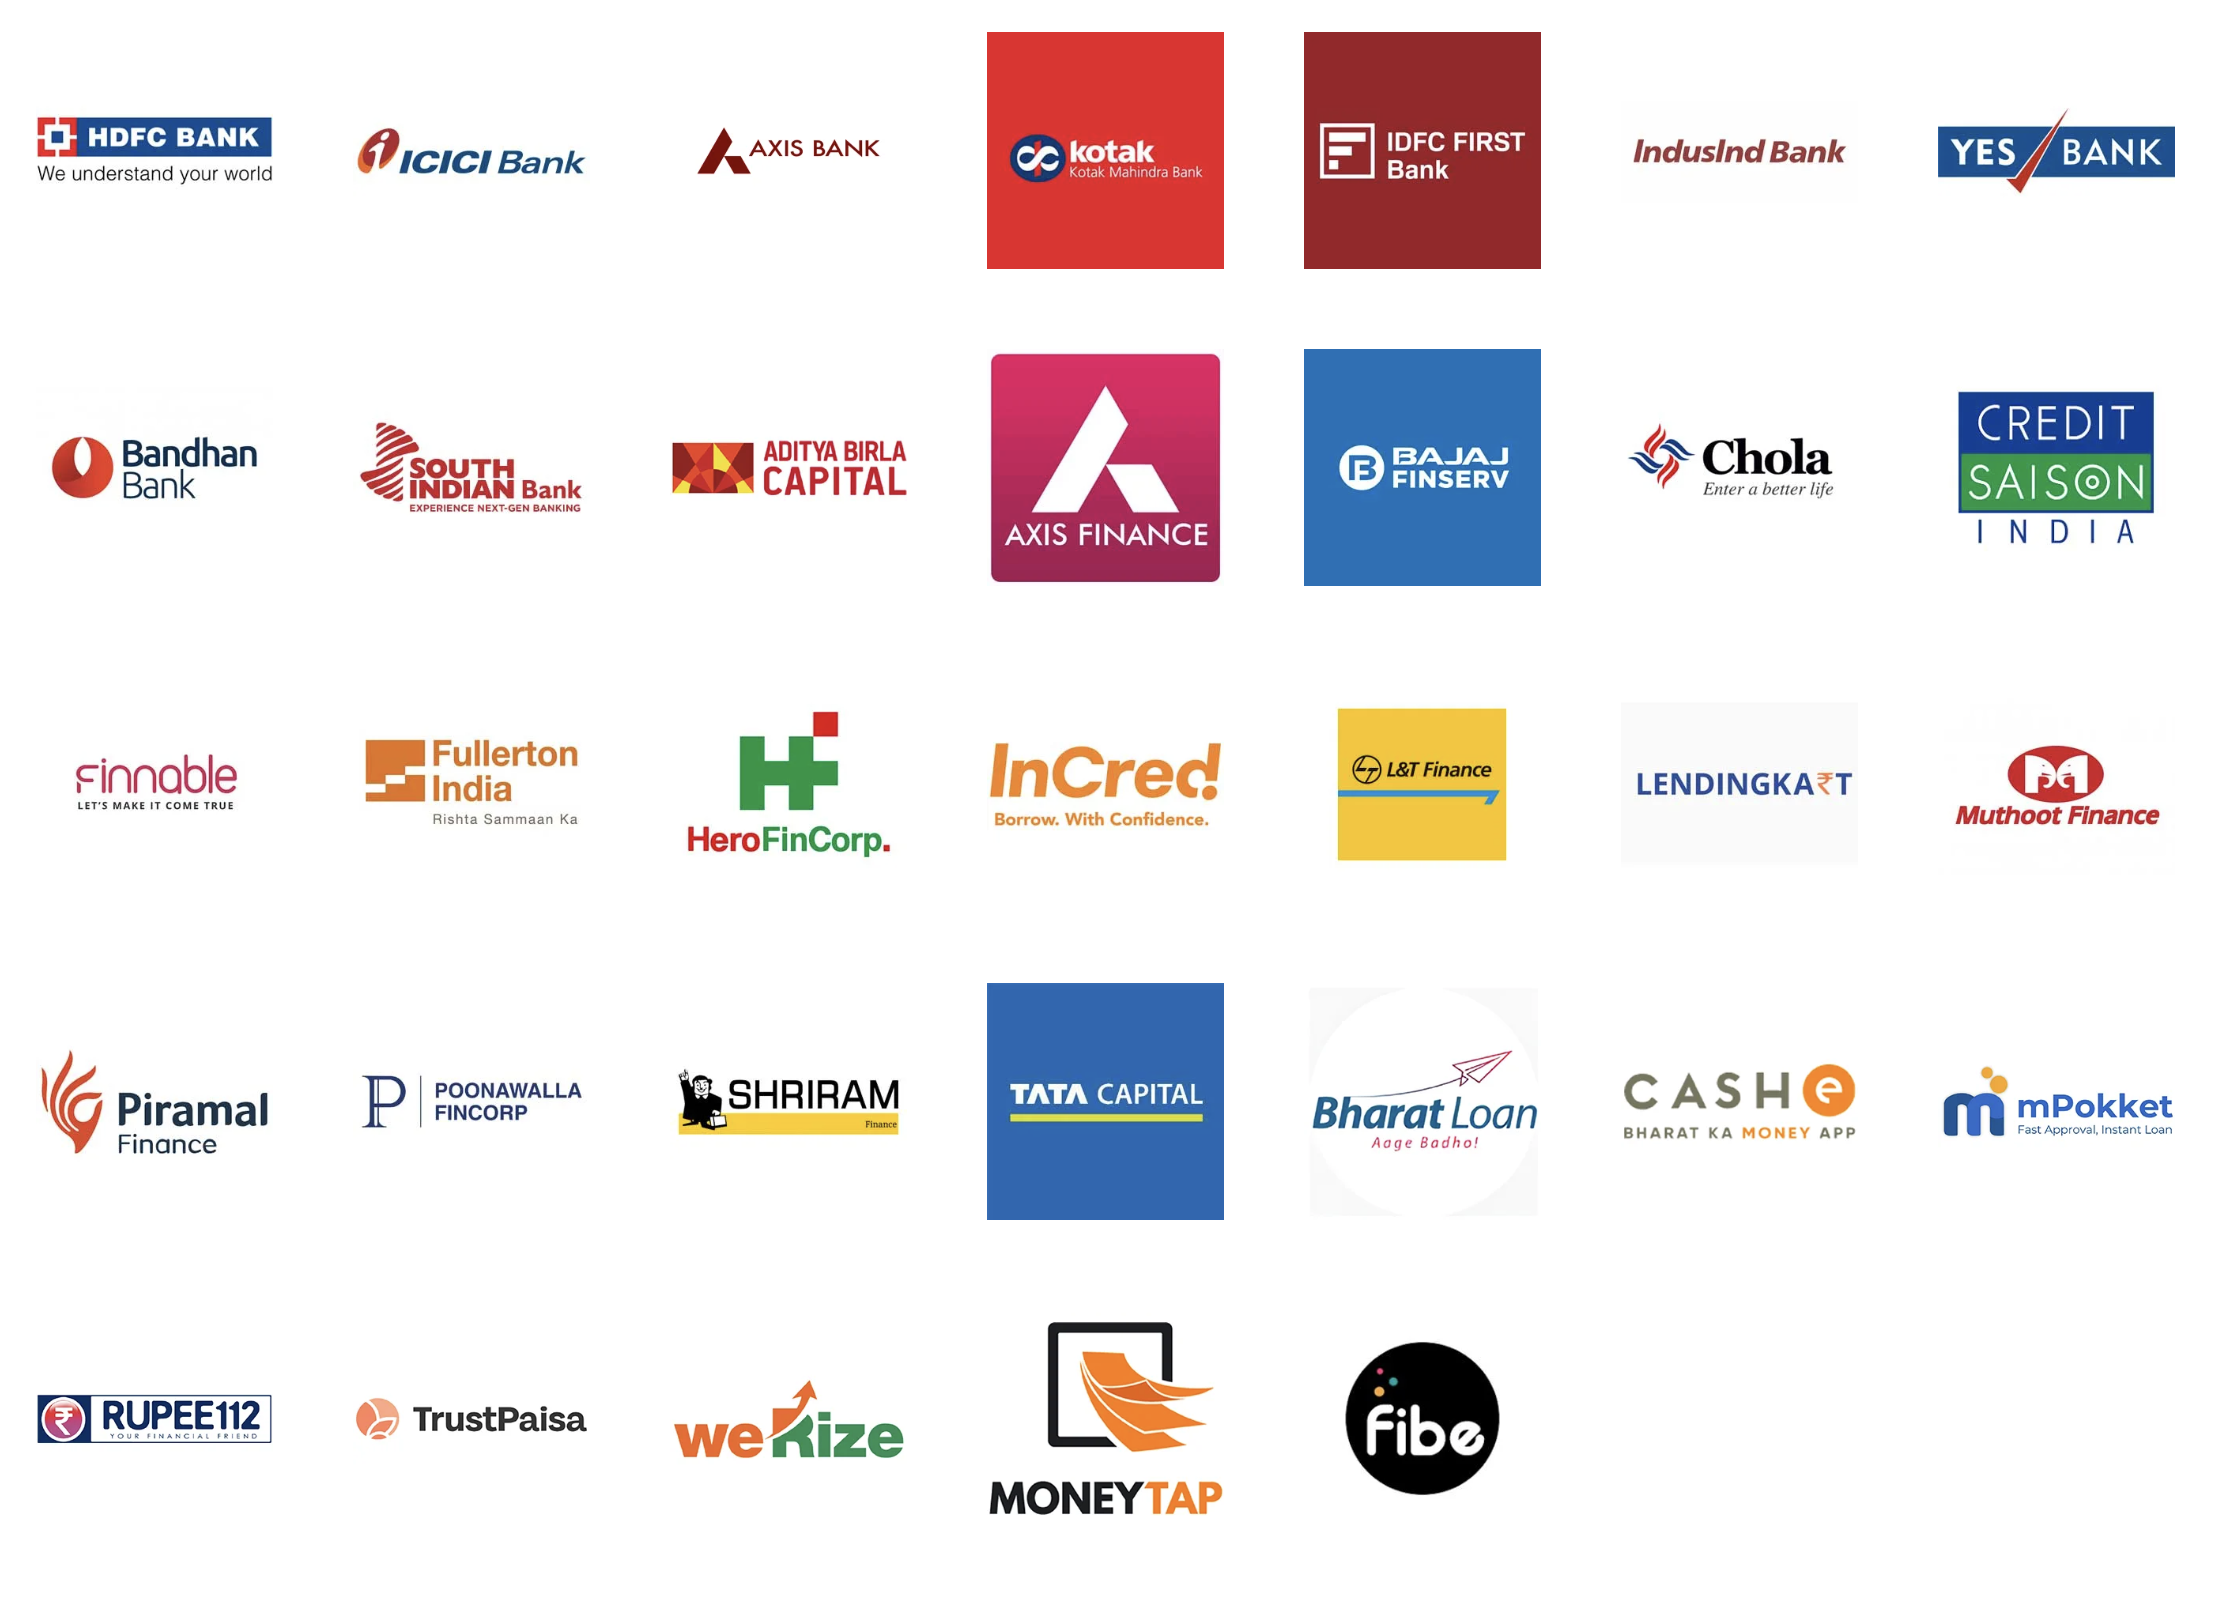 HDFC BANK
We understand your world
ICICI Bank
AXIS BANK
kotak
Kotak Mahindra Bank
IDFC FIRST
Bank
IndusInd Bank
YES BANK
Bandhan
Bank
SOUTH
INDIAN Bank
EXPERIENCE NEXT-GEN BANKING
ADITYA BIRLA
CAPITAL
AXIS FINANCE
BAJAJ
FINSERV
Chola
Enter a better life
CREDIT
SAISON
INDIA
Finnable
LET'S MAKE IT COME TRUE
Fullerton
India
Rishta Sammaan Ka
HeroFinCorp.
InCred
Borrow. With Confidence.
L&T Finance
LENDINGKA₹T
Muthoot Finance
Piramal
Finance
P POONAWALLA
FINCORP
SHRIRAM
Finance
TATA CAPITAL
Bharat Loan
Aage Badho!
CASHe
BHARAT KA MONEY APP
mPokket
Fast Approval, Instant Loan
₹ RUPEE112
YOUR FINANCIAL FRIEND
TrustPaisa
weRize
MONEYTAP
fibe